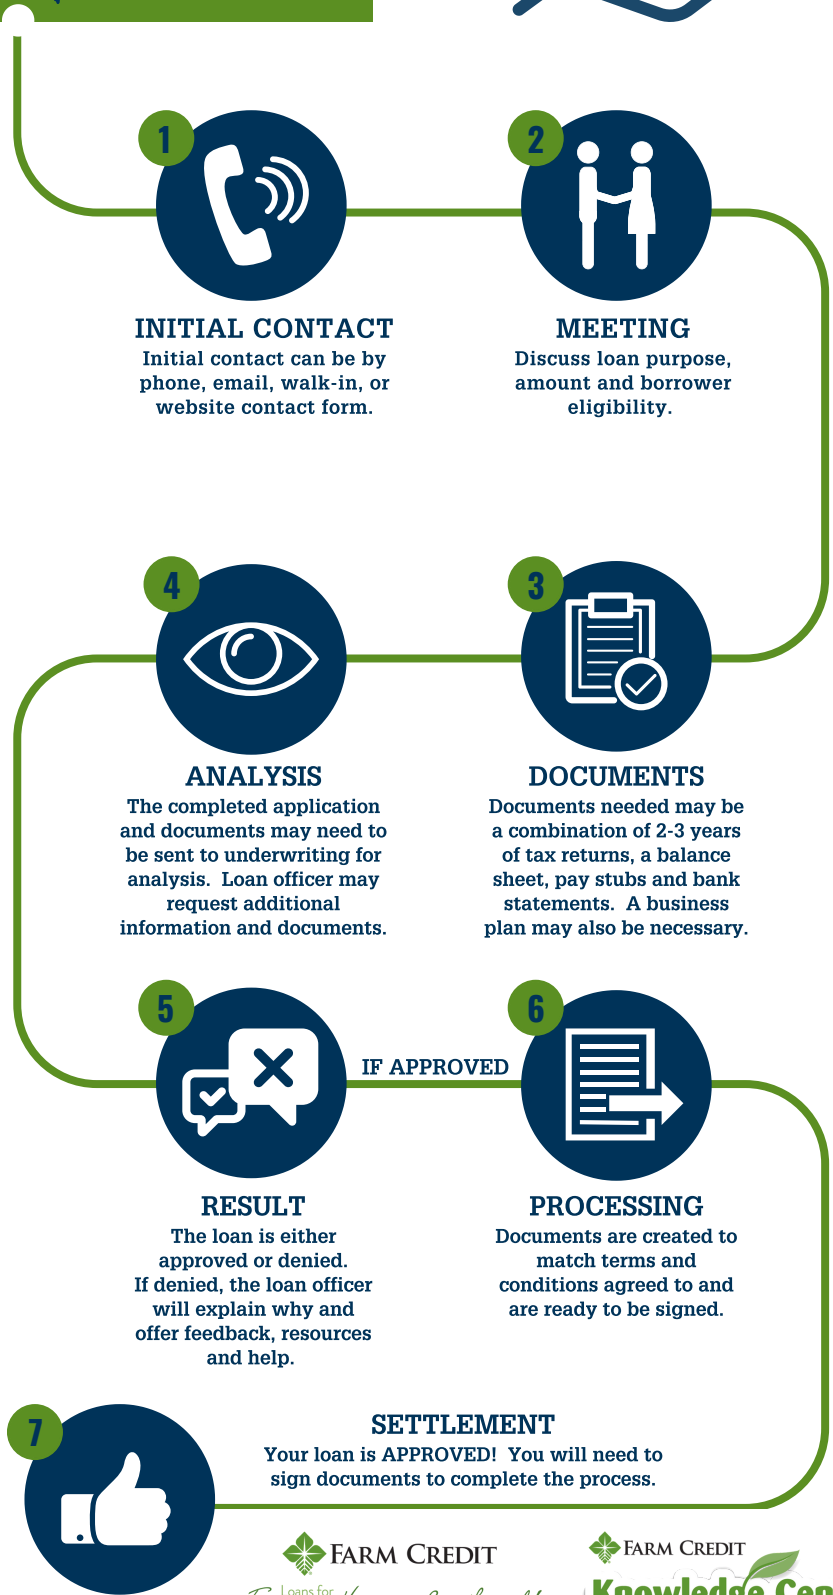 1
INITIAL CONTACT
Initial contact can be by
phone, email, walk-in, or
website contact form.
2
MEETING
Discuss loan purpose,
amount and borrower
eligibility.
3
DOCUMENTS
Documents needed may be
a combination of 2-3 years
of tax returns, a balance
sheet, pay stubs and bank
statements. A business
plan may also be necessary.
4
ANALYSIS
The completed application
and documents may need to
be sent to underwriting for
analysis. Loan officer may
request additional
information and documents.
5
RESULT
The loan is either
approved or denied.
If denied, the loan officer
will explain why and
offer feedback, resources
and help.
IF APPROVED
6
PROCESSING
Documents are created to
match terms and
conditions agreed to and
are ready to be signed.
7
SETTLEMENT
Your loan is APPROVED! You will need to
sign documents to complete the process.
FARM CREDIT
Loans for
FARM CREDIT
Knowledge Cen